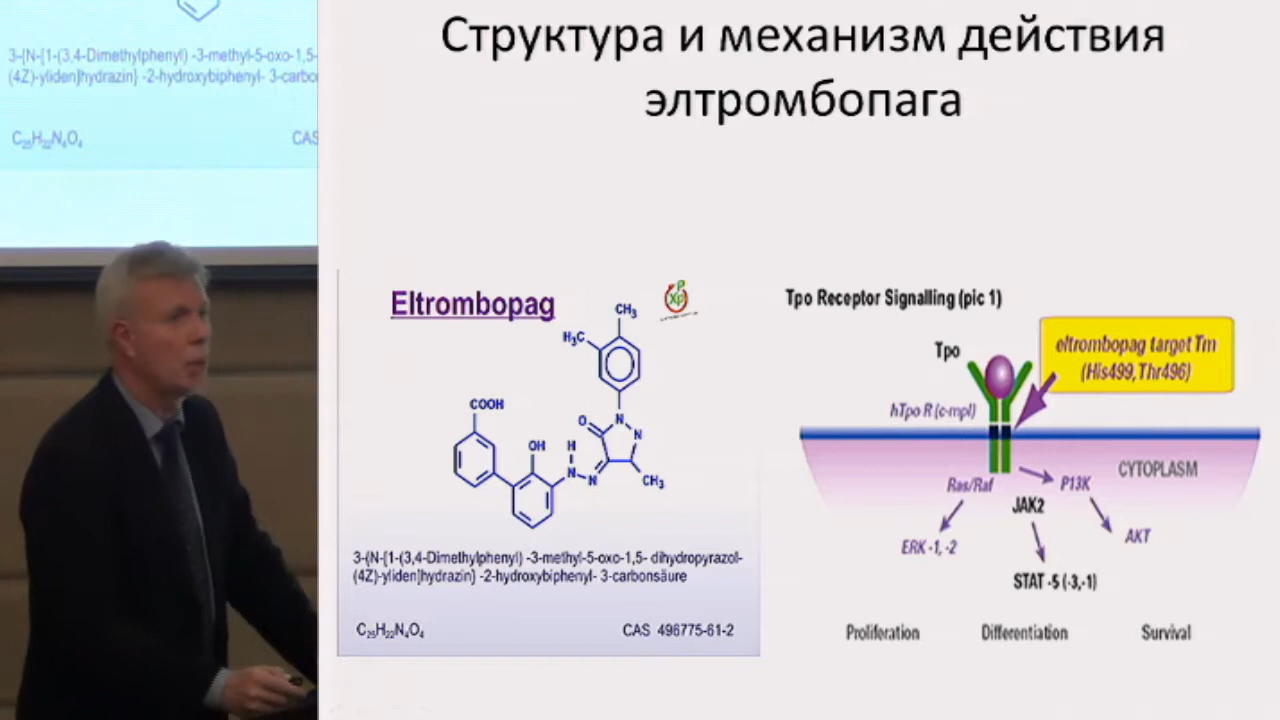 3-{N-[1-(3,4-Dimethylphenyl) -3-methyl-5-oxo-1,5-
(4Z)-yliden]hydrazin} -2-hydroxybiphenyl- 3-carbo
C₂₅H₂₂N₄O₄
CAS
Структура и механизм действия
элтромбопага
Eltrombopag
Xp
CH₃
H₃C
COOH
OH
H
O
N
N
N
N
CH₃
3-{N-[1-(3,4-Dimethylphenyl) -3-methyl-5-oxo-1,5- dihydropyrazol-
(4Z)-yliden]hydrazin} -2-hydroxybiphenyl- 3-carbonsäure
C₂₅H₂₂N₄O₄
CAS 496775-61-2
Tpo Receptor Signalling (pic 1)
Tpo
eltrombopag target Tm
(His499,Thr496)
hTpo R (c-mpl)
CYTOPLASM
Ras/Raf
P13K
JAK2
ERK -1, -2
AKT
STAT -5 (-3,-1)
Proliferation
Differentiation
Survival